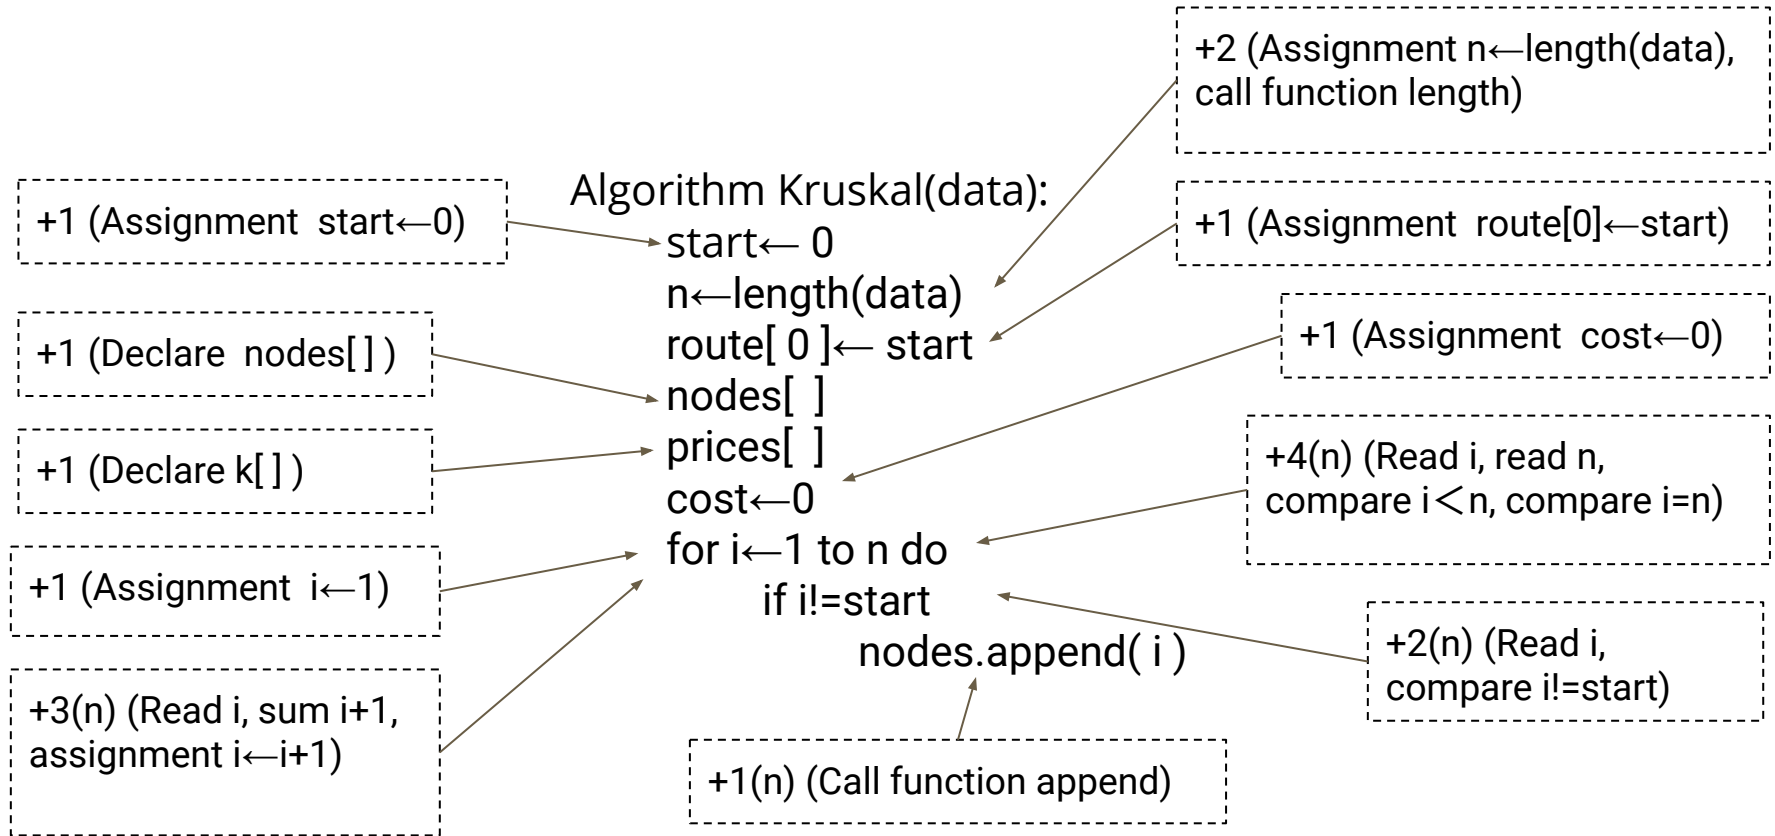 +2 (Assignment n←length(data),
call function length)
+1 (Assignment  start←0)
Algorithm Kruskal(data):
+1 (Assignment  route[0]←start)
start← 0
n←length(data)
route[ 0 ]← start
nodes[  ]
prices[  ]
cost←0
for i←1 to n do
if i!=start
nodes.append( i )
+1 (Declare  nodes[ ] )
+1 (Assignment  cost←0)
+1 (Declare k[ ] )
+4(n) (Read i, read n,
compare i＜n, compare i=n)
+1 (Assignment  i←1)
+2(n) (Read i,
compare i!=start)
+3(n) (Read i, sum i+1,
assignment i←i+1)
+1(n) (Call function append)